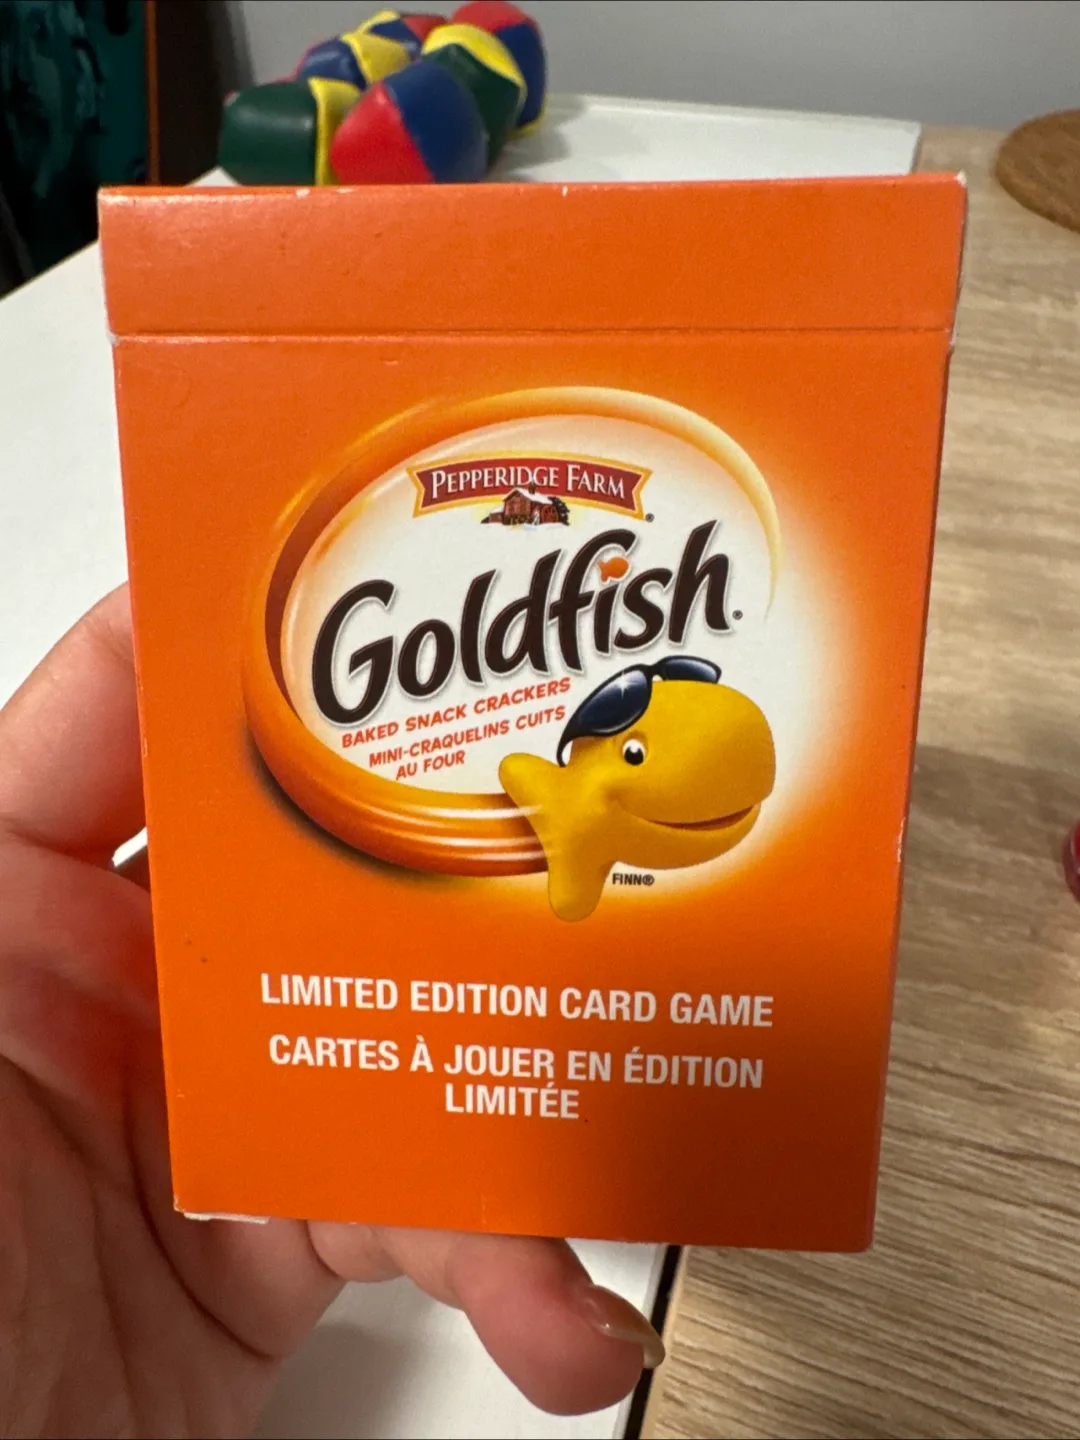 PEPPERIDGE FARM®
Goldfish®
BAKED SNACK CRACKERS
MINI-CRAQUELINS CUITS
AU FOUR
FINN®
LIMITED EDITION CARD GAME
CARTES À JOUER EN ÉDITION
LIMITÉE